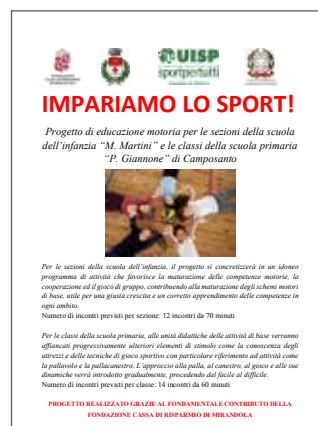 UISP
sportpertutti
IMPARIAMO LO SPORT!
Progetto di educazione motoria per le sezioni della scuola
dell'infanzia "M. Martini" e le classi della scuola primaria
"P. Giannone" di Camposanto
Per le sezioni della scuola dell'infanzia, il progetto si concretizzerà in un idoneo
programma di attività che favorisce la maturazione delle competenze motorie, la
cooperazione ed il gioco di gruppo, contribuendo alla maturazione degli schemi motori
di base, utile per una giusta crescita e un corretto apprendimento delle competenze in
ogni ambito.
Numero di incontri previsti per sezione: 12 incontri da 70 minuti
Per le classi della scuola primaria, alle unità didattiche delle attività di base verranno
affiancati progressivamente ulteriori elementi di stimolo come la conoscenza degli
attrezzi e delle tecniche di gioco sportivo con particolare riferimento ad attività come
la pallavolo e la pallacanestro. L'approccio alla palla, al canestro, al gioco e alle sue
dinamiche verrà introdotto gradualmente, procedendo dal facile al difficile.
Numero di incontri previsti per classe: 14 incontri da 60 minuti
PROGETTO REALIZZATO GRAZIE AL FONDAMENTALE CONTRIBUTO DELLA
FONDAZIONE CASSA DI RISPARMIO DI MIRANDOLA